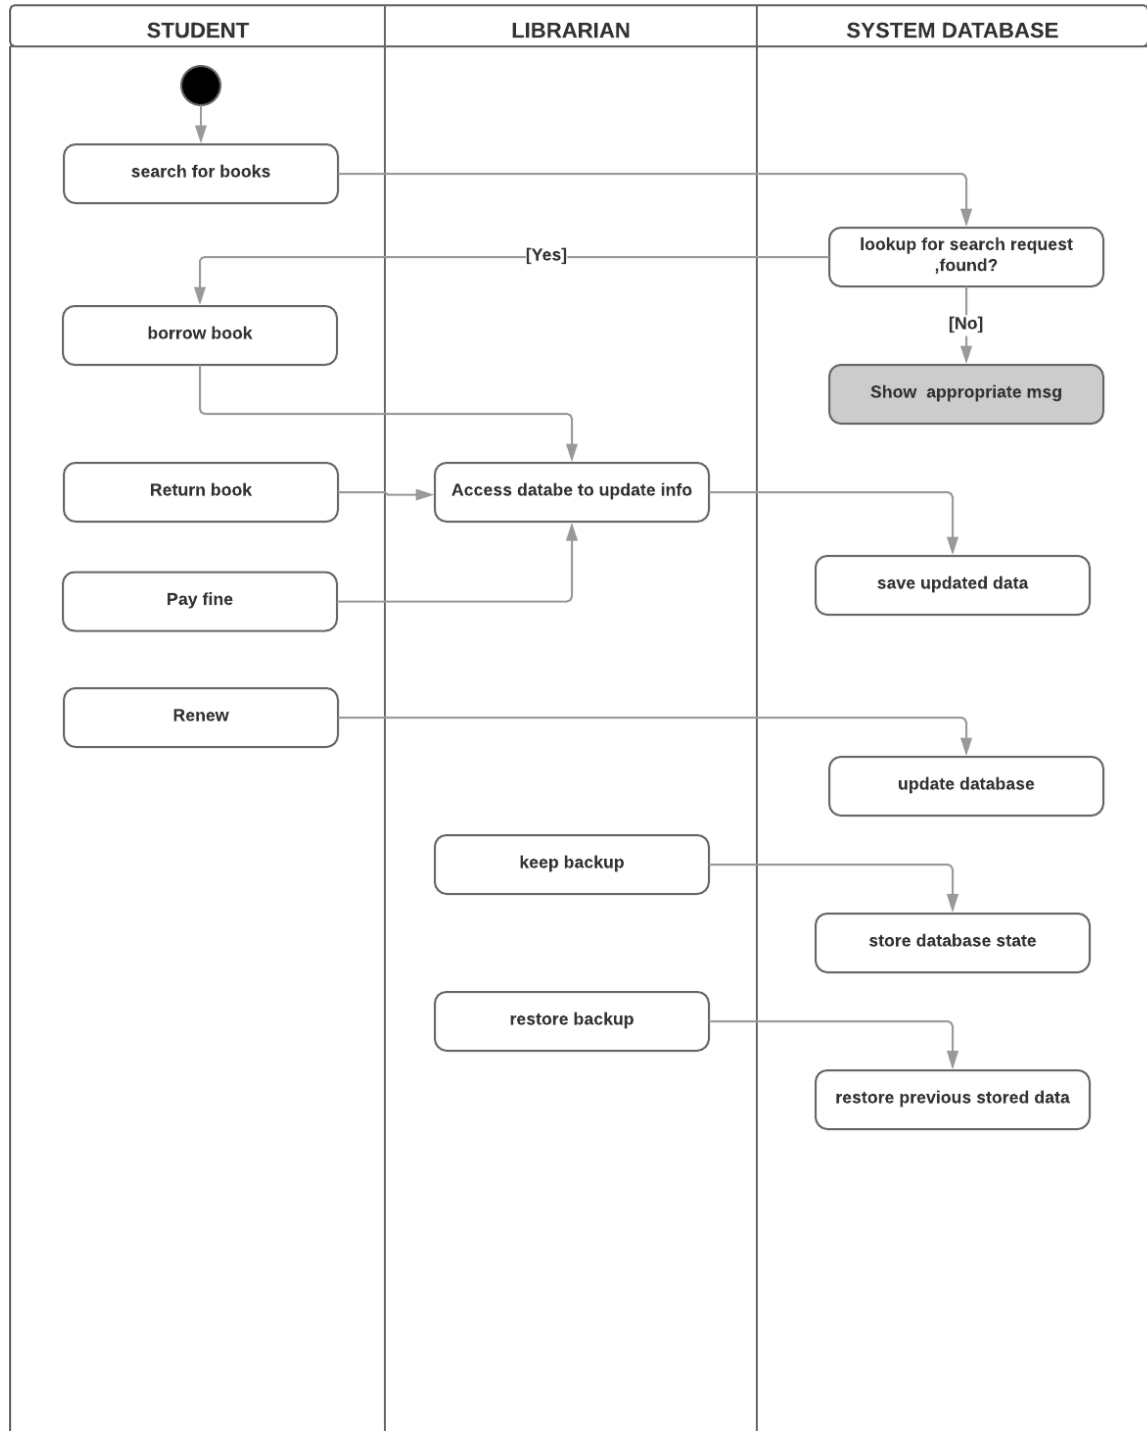 STUDENT
LIBRARIAN
SYSTEM DATABASE
search for books
lookup for search request
,found?
[Yes]
[No]
borrow book
Show  appropriate msg
Return book
Access databe to update info
save updated data
Pay fine
Renew
update database
keep backup
store database state
restore backup
restore previous stored data